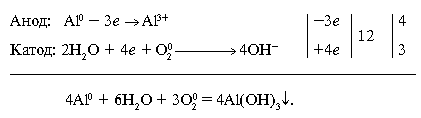 Анод: Al⁰ − 3e → Al³⁺ | −3e | 12 | 4
Катод: 2H₂O + 4e + O₂⁰ → 4OH⁻ | +4e | 3
4Al⁰ + 6H₂O + 3O₂⁰ = 4Al(OH)₃↓.